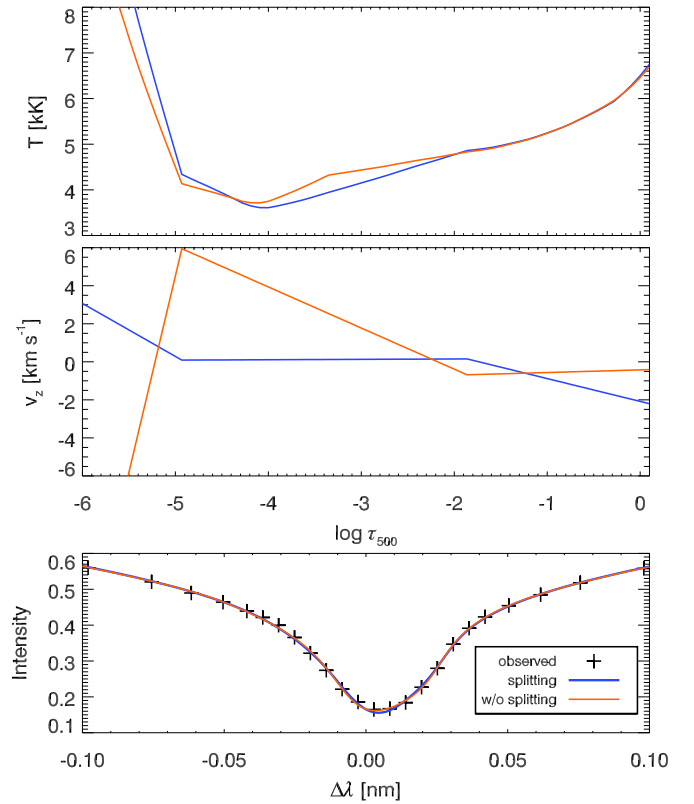 8
7
6
5
4
3
T [kK]
6
4
2
0
-2
-4
-6
v_z [km s⁻¹]
-6 -5 -4 -3 -2 -1 0
log τ₅₀₀
0.6
0.5
0.4
0.3
0.2
0.1
Intensity
observed
splitting
w/o splitting
-0.10 -0.05 0.00 0.05 0.10
Δλ [nm]